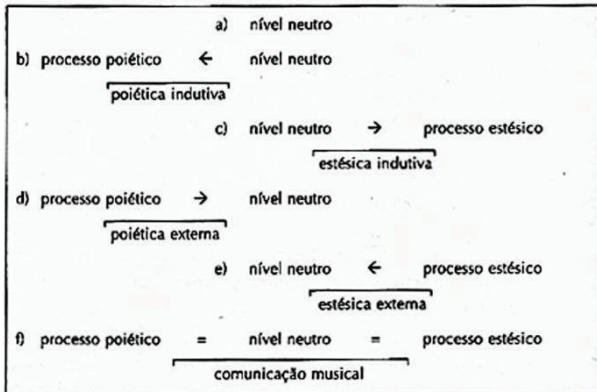 a) nível neutro
b) processo poiético ← nível neutro
poiética indutiva
c) nível neutro → processo estésico
estésica indutiva
d) processo poiético → nível neutro
poiética externa
e) nível neutro ← processo estésico
estésica externa
f) processo poiético = nível neutro = processo estésico
comunicação musical